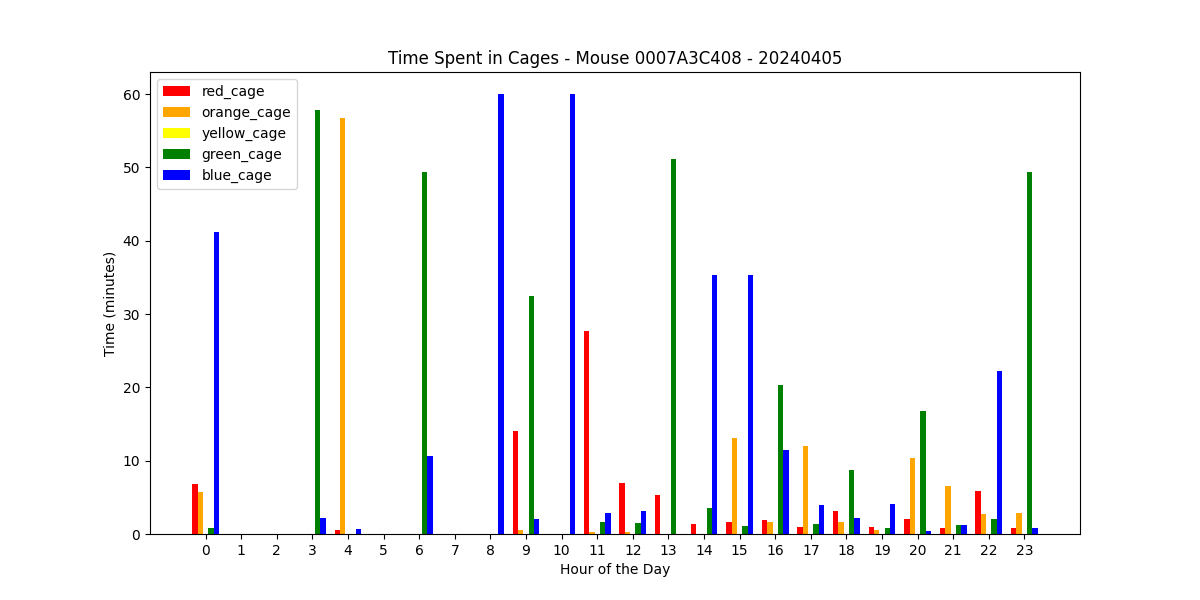 Time Spent in Cages - Mouse 0007A3C408 - 20240405
red_cage
orange_cage
yellow_cage
green_cage
blue_cage
60
50
40
30
20
10
0
Time (minutes)
0 1 2 3 4 5 6 7 8 9 10 11 12 13 14 15 16 17 18 19 20 21 22 23
Hour of the Day